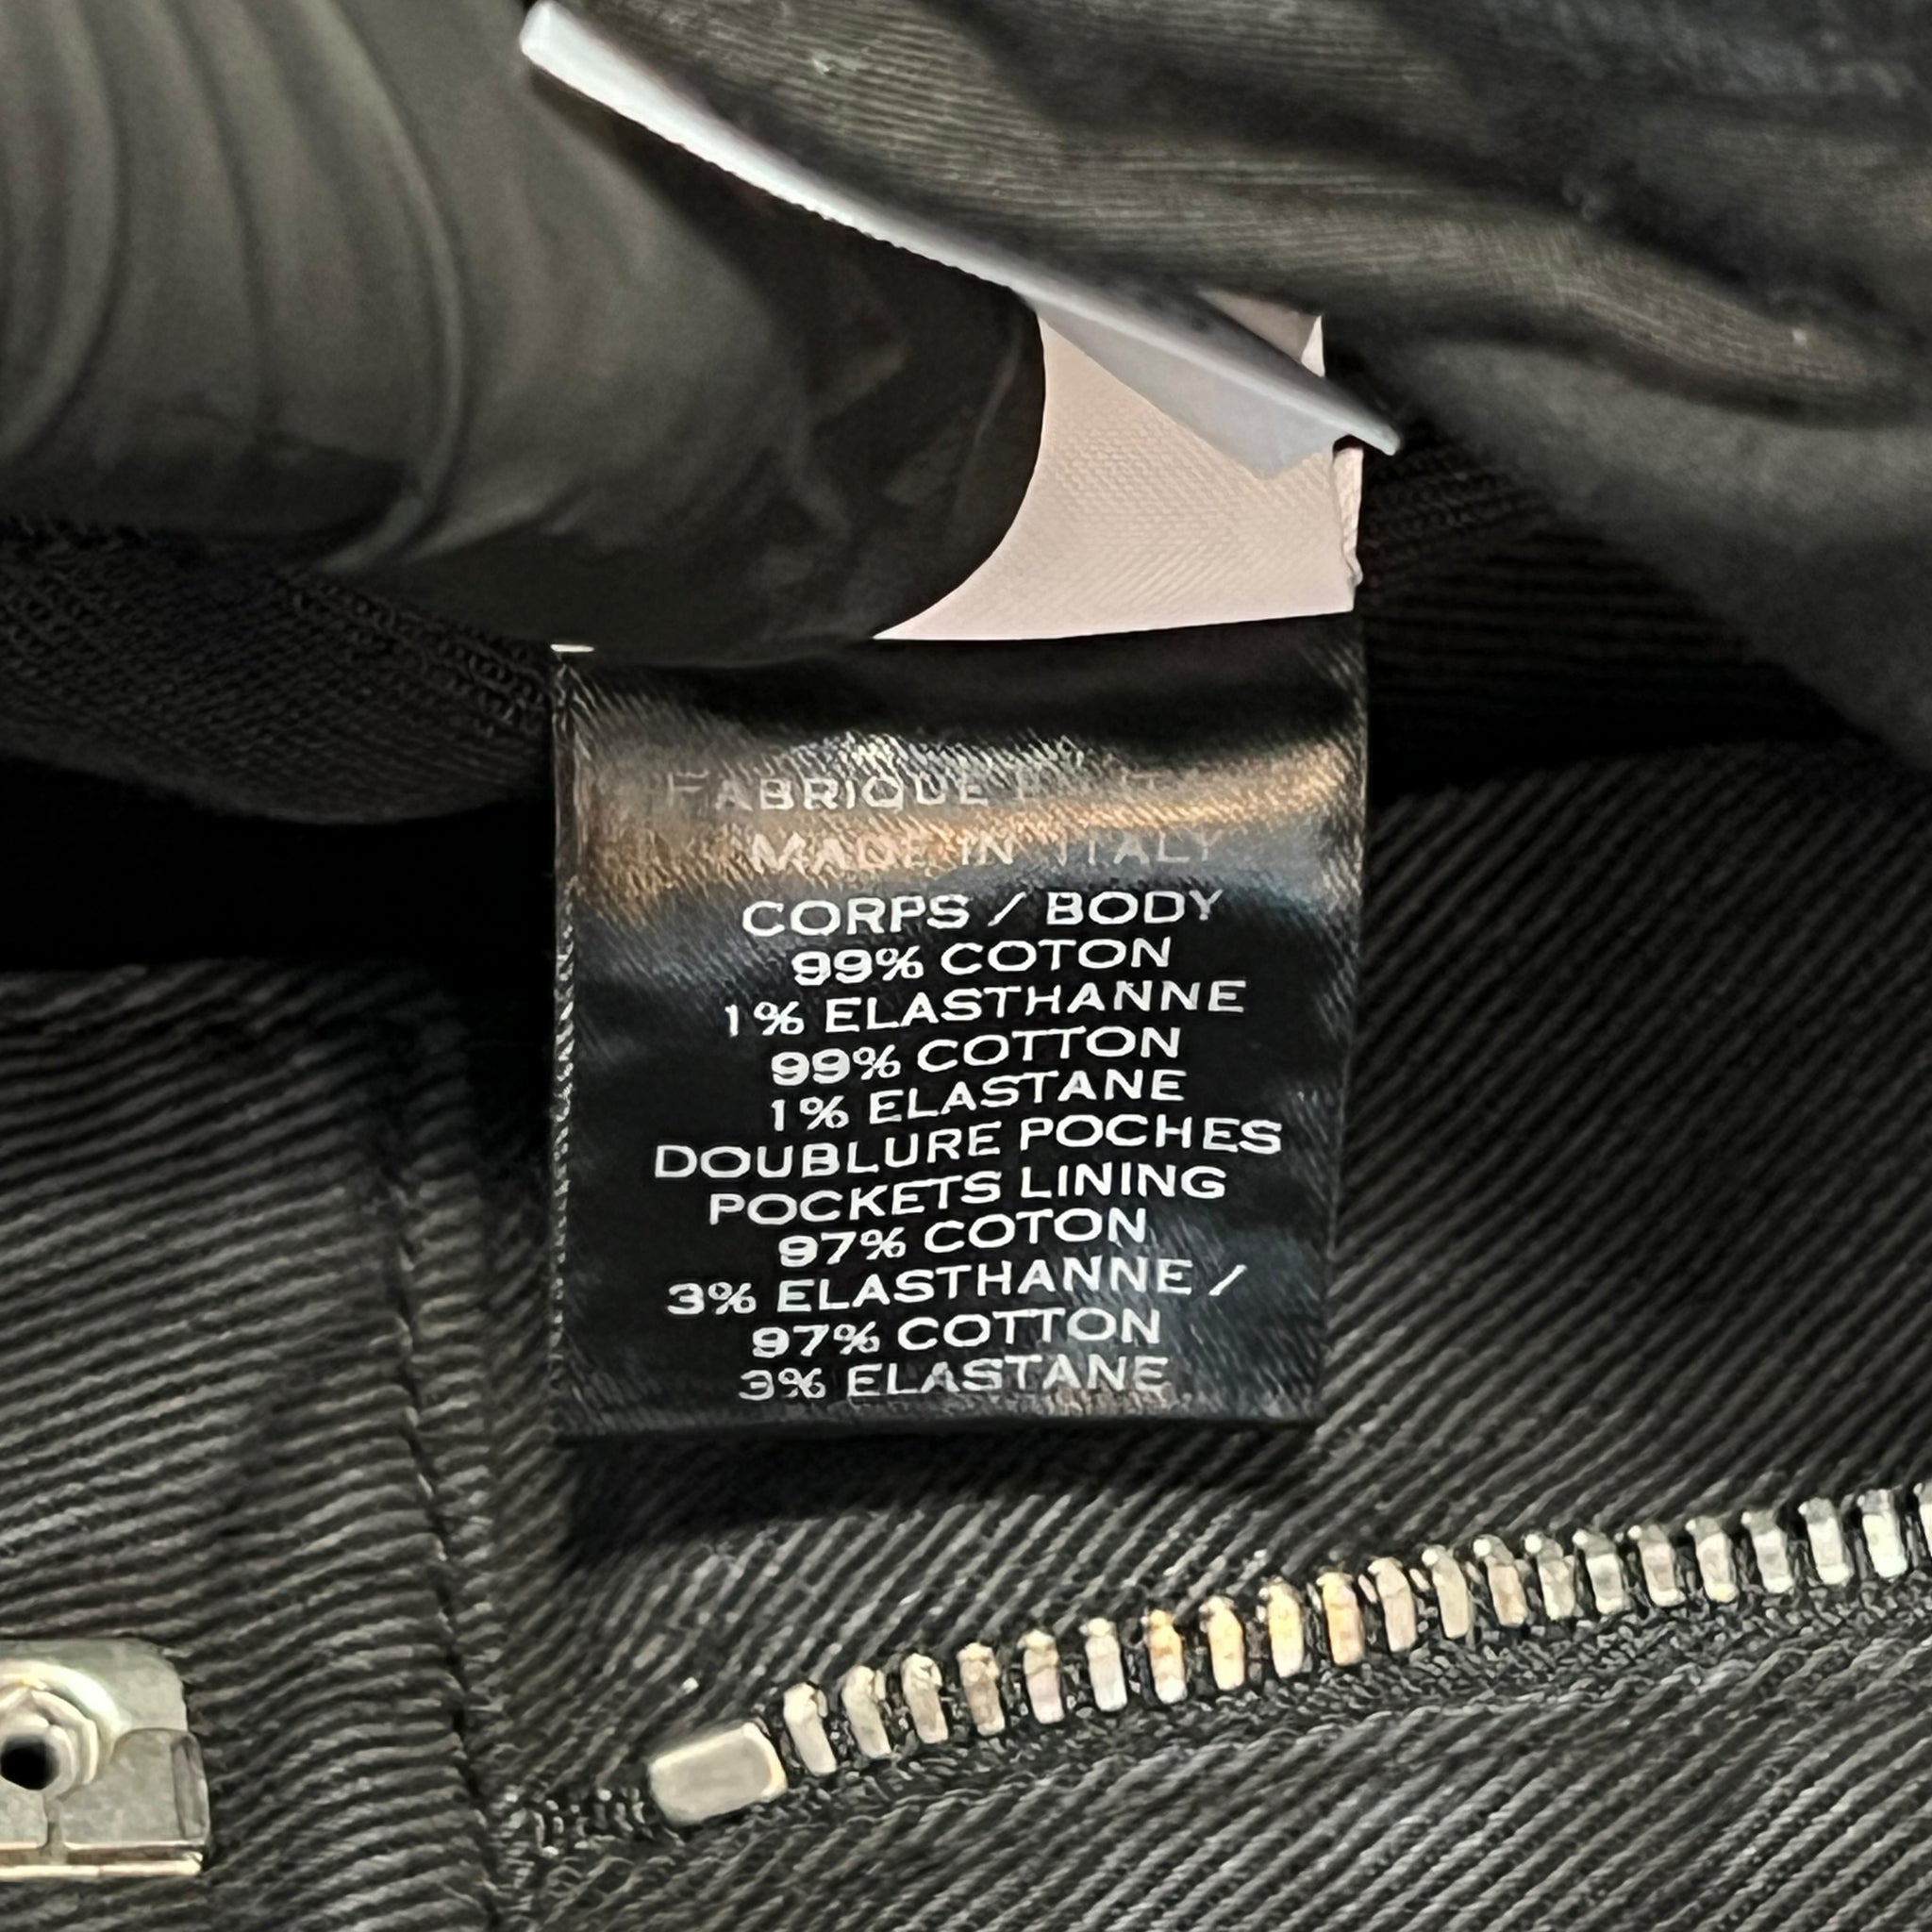 FABRIQUE
MADE IN ITALY
CORPS / BODY
99% COTON
1% ELASTHANNE
99% COTTON
1% ELASTANE
DOUBLURE POCHES
POCKETS LINING
97% COTON
3% ELASTHANNE /
97% COTTON
3% ELASTANE